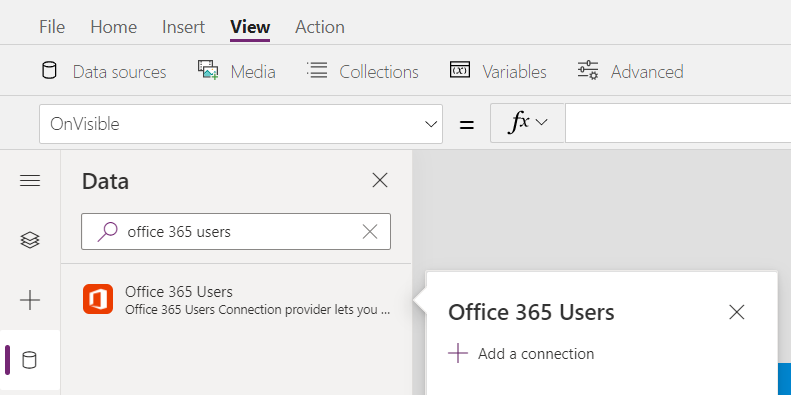 File Home Insert View Action
Data sources Media Collections (x) Variables Advanced
OnVisible = fx
Data
office 365 users
Office 365 Users
Office 365 Users Connection provider lets you ...
Office 365 Users
Add a connection